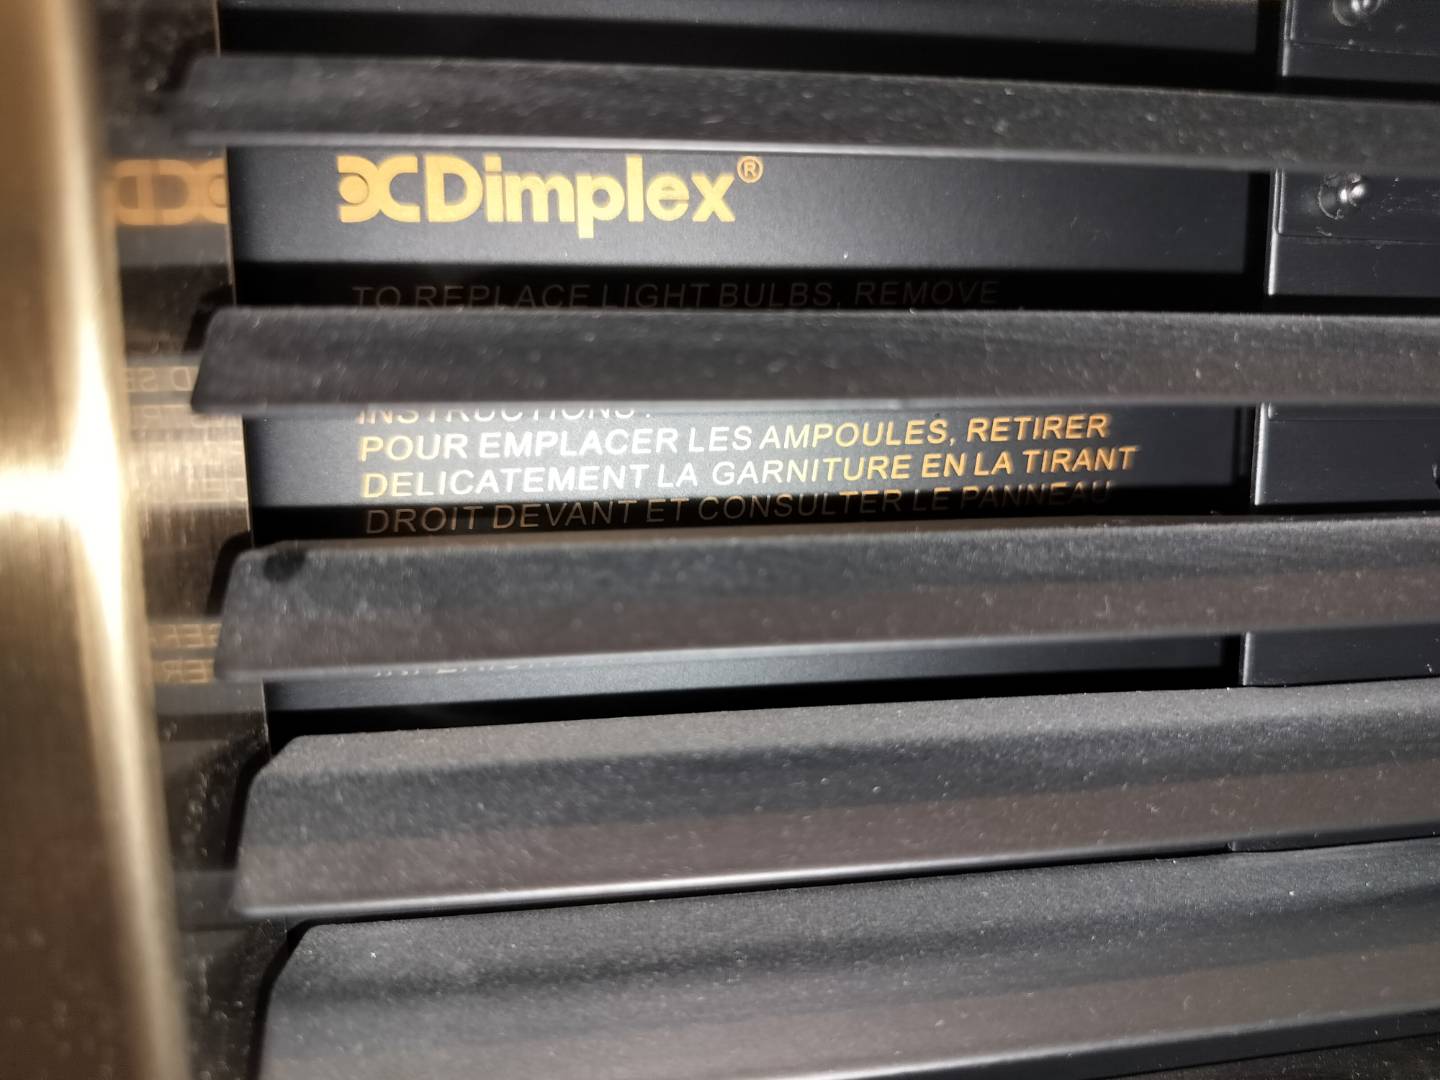 Dimplex®
TO REPLACE LIGHT BULBS, REMOVE
INSTRUCTIONS.
POUR EMPLACER LES AMPOULES, RETIRER
DELICATEMENT LA GARNITURE EN LA TIRANT
DROIT DEVANT ET CONSULTER LE PANNEAU